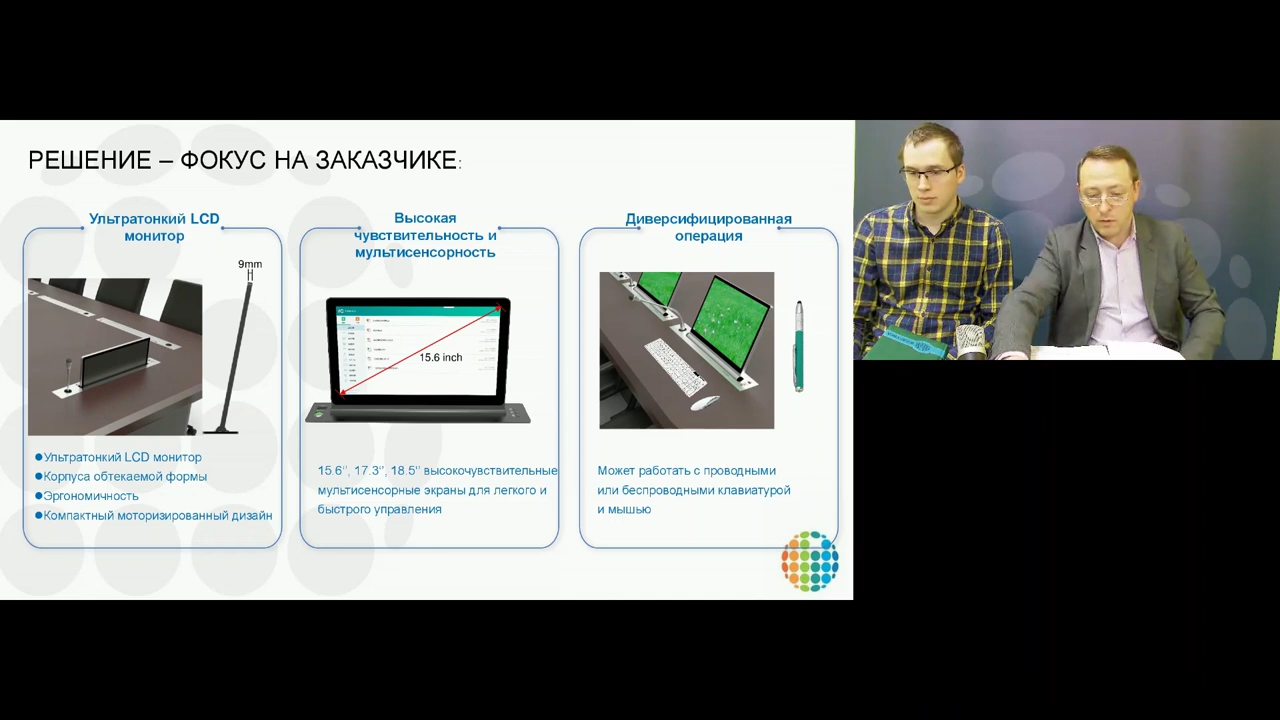 РЕШЕНИЕ – ФОКУС НА ЗАКАЗЧИКЕ:
Ультратонкий LCD
монитор
9mm
●Ультратонкий LCD монитор
●Корпуса обтекаемой формы
●Эргономичность
●Компактный моторизированный дизайн
Высокая
чувствительность и
мультисенсорность
15.6 inch
15.6'', 17.3'', 18.5'' высокочувствительные
мультисенсорные экраны для легкого и
быстрого управления
Диверсифицированная
операция
Может работать с проводными
или беспроводными клавиатурой
и мышью